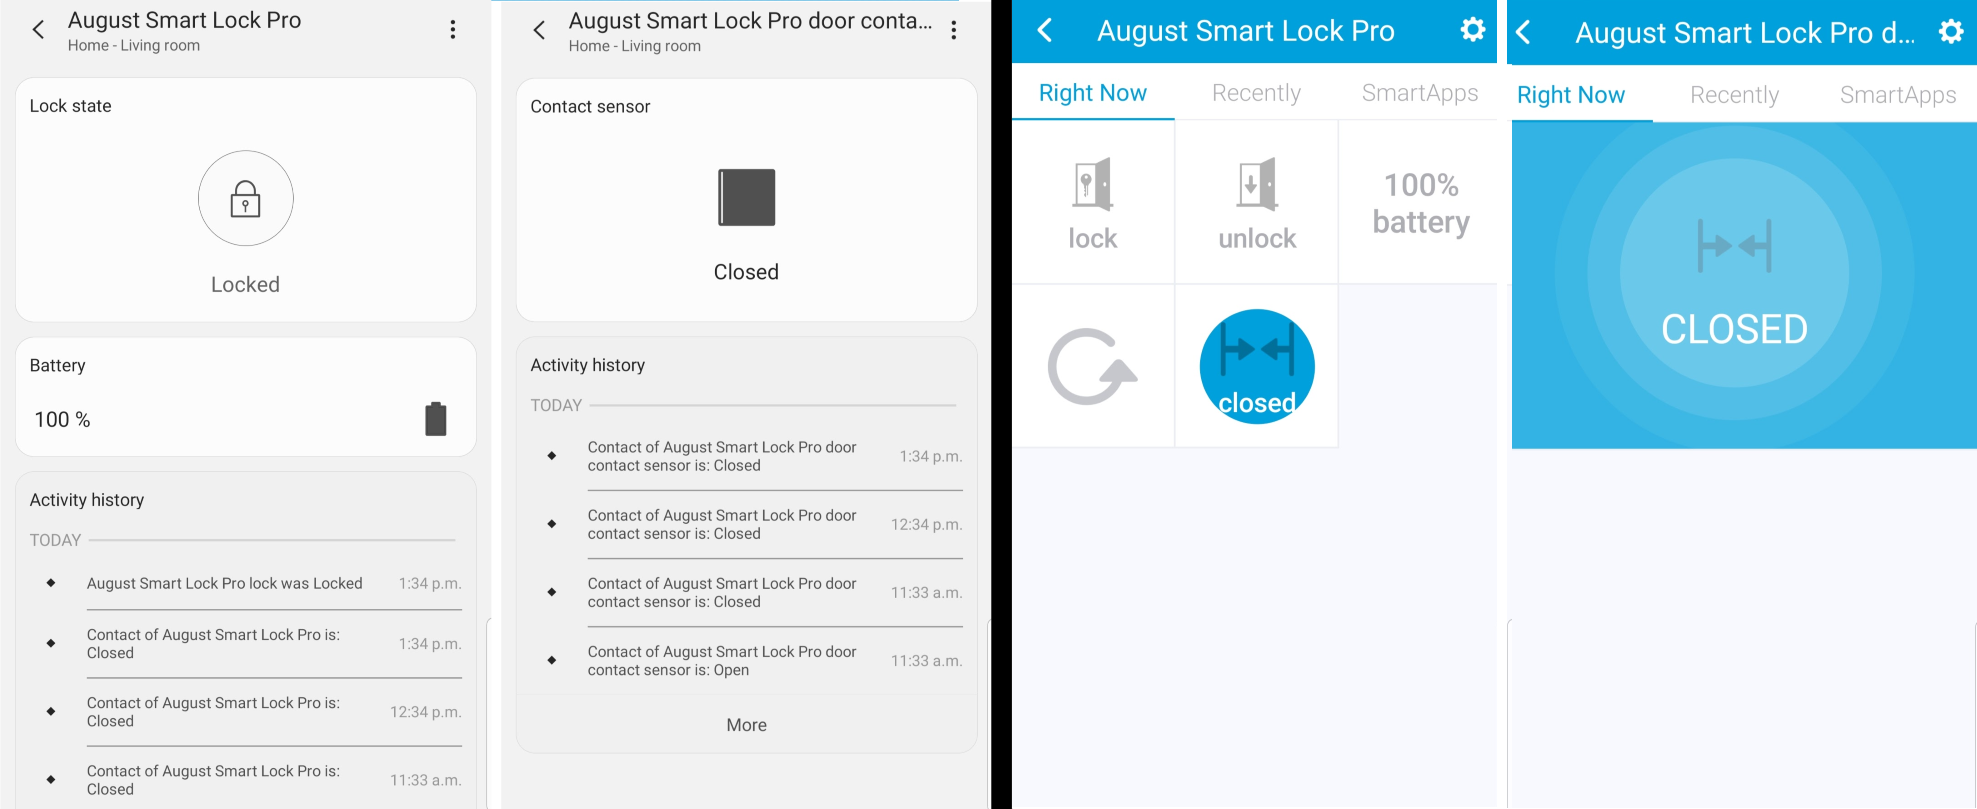 August Smart Lock Pro
Home - Living room
Lock state
Locked
Battery
100 %
Activity history
TODAY
August Smart Lock Pro lock was Locked
1:34 p.m.
Contact of August Smart Lock Pro is:
Closed
1:34 p.m.
Contact of August Smart Lock Pro is:
Closed
12:34 p.m.
Contact of August Smart Lock Pro is:
Closed
11:33 a.m.
August Smart Lock Pro door conta...
Home - Living room
Contact sensor
Closed
Activity history
TODAY
Contact of August Smart Lock Pro door
contact sensor is: Closed
1:34 p.m.
Contact of August Smart Lock Pro door
contact sensor is: Closed
12:34 p.m.
Contact of August Smart Lock Pro door
contact sensor is: Closed
11:33 a.m.
Contact of August Smart Lock Pro door
contact sensor is: Open
11:33 a.m.
More
August Smart Lock Pro
Right Now
Recently
SmartApps
lock
unlock
100%
battery
closed
August Smart Lock Pro d...
Right Now
Recently
SmartApps
CLOSED